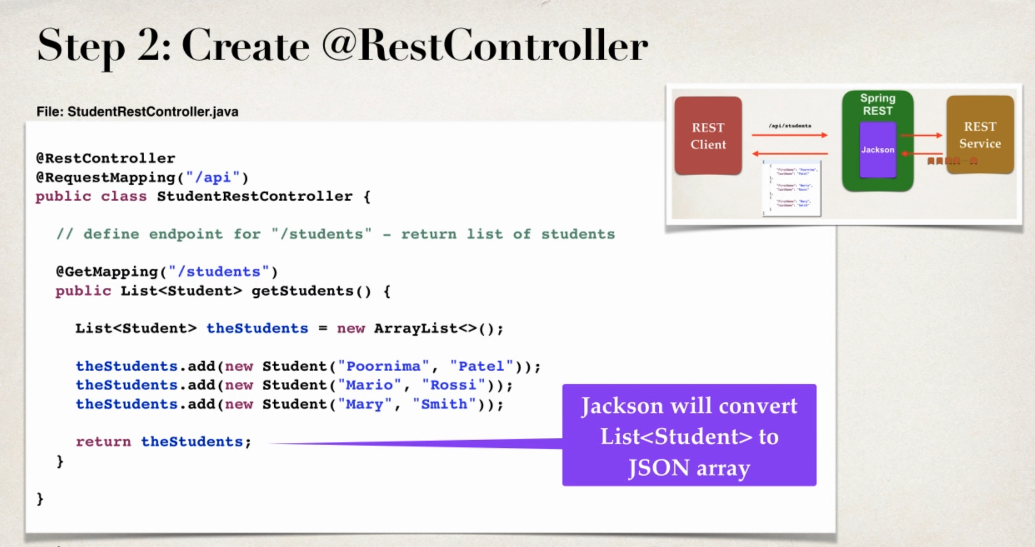 Step 2: Create @RestController
File: StudentRestController.java
@RestController
@RequestMapping("/api")
public class StudentRestController {
// define endpoint for "/students" - return list of students
@GetMapping("/students")
public List<Student> getStudents() {
List<Student> theStudents = new ArrayList<>();
theStudents.add(new Student("Poornima", "Patel"));
theStudents.add(new Student("Mario", "Rossi"));
theStudents.add(new Student("Mary", "Smith"));
return theStudents;
}
}
Jackson will convert
List<Student> to
JSON array
REST
Client
/api/students
Spring
REST
Jackson
REST
Service